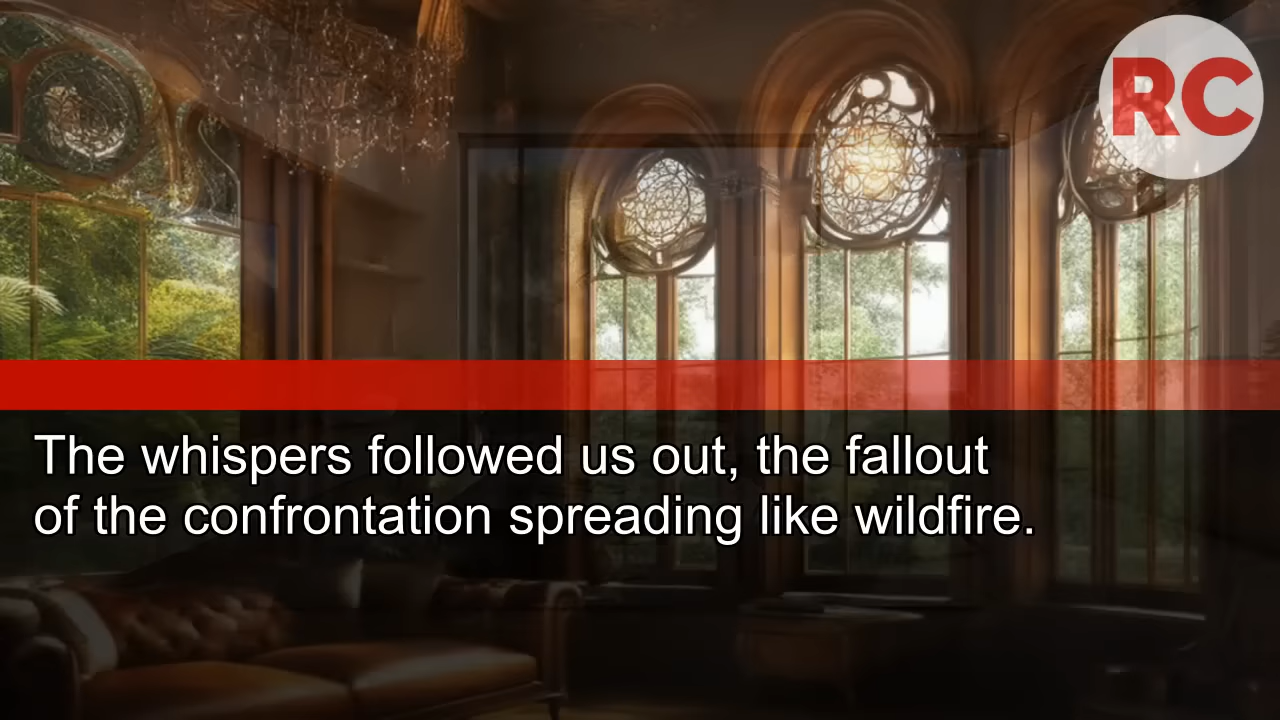 RC
The whispers followed us out, the fallout
of the confrontation spreading like wildfire.